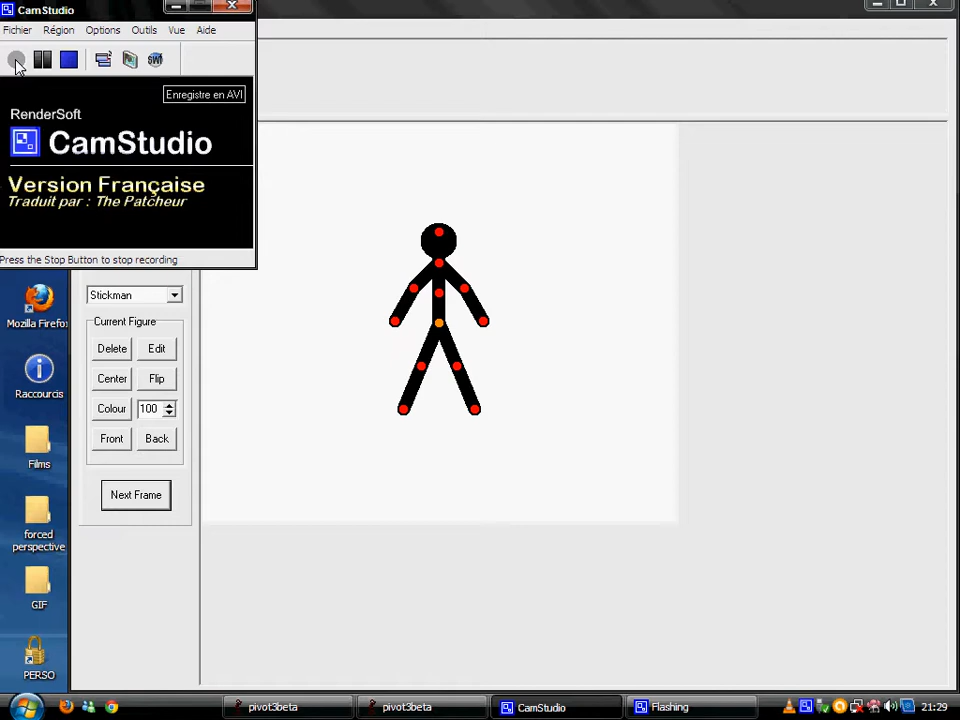 CamStudio
Fichier Région Options Outils Vue Aide
Enregistre en AVI
RenderSoft
CamStudio
Version Française
Traduit par : The Patcheur
Press the Stop Button to stop recording
Stickman
Current Figure
Delete Edit
Center Flip
Colour 100
Front Back
Next Frame
Mozilla Firefox
Raccourcis
Films
forced
perspective
GIF
PERSO
pivot3beta pivot3beta CamStudio Flashing 21:29